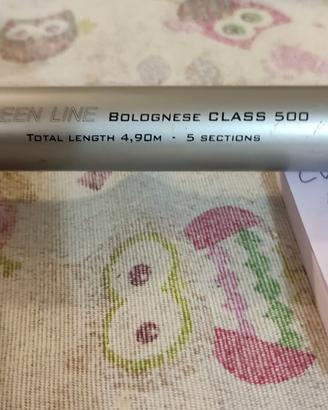 EEN LINE BOLOGNESE CLASS 500
TOTAL LENGTH 4,90M - 5 SECTIONS